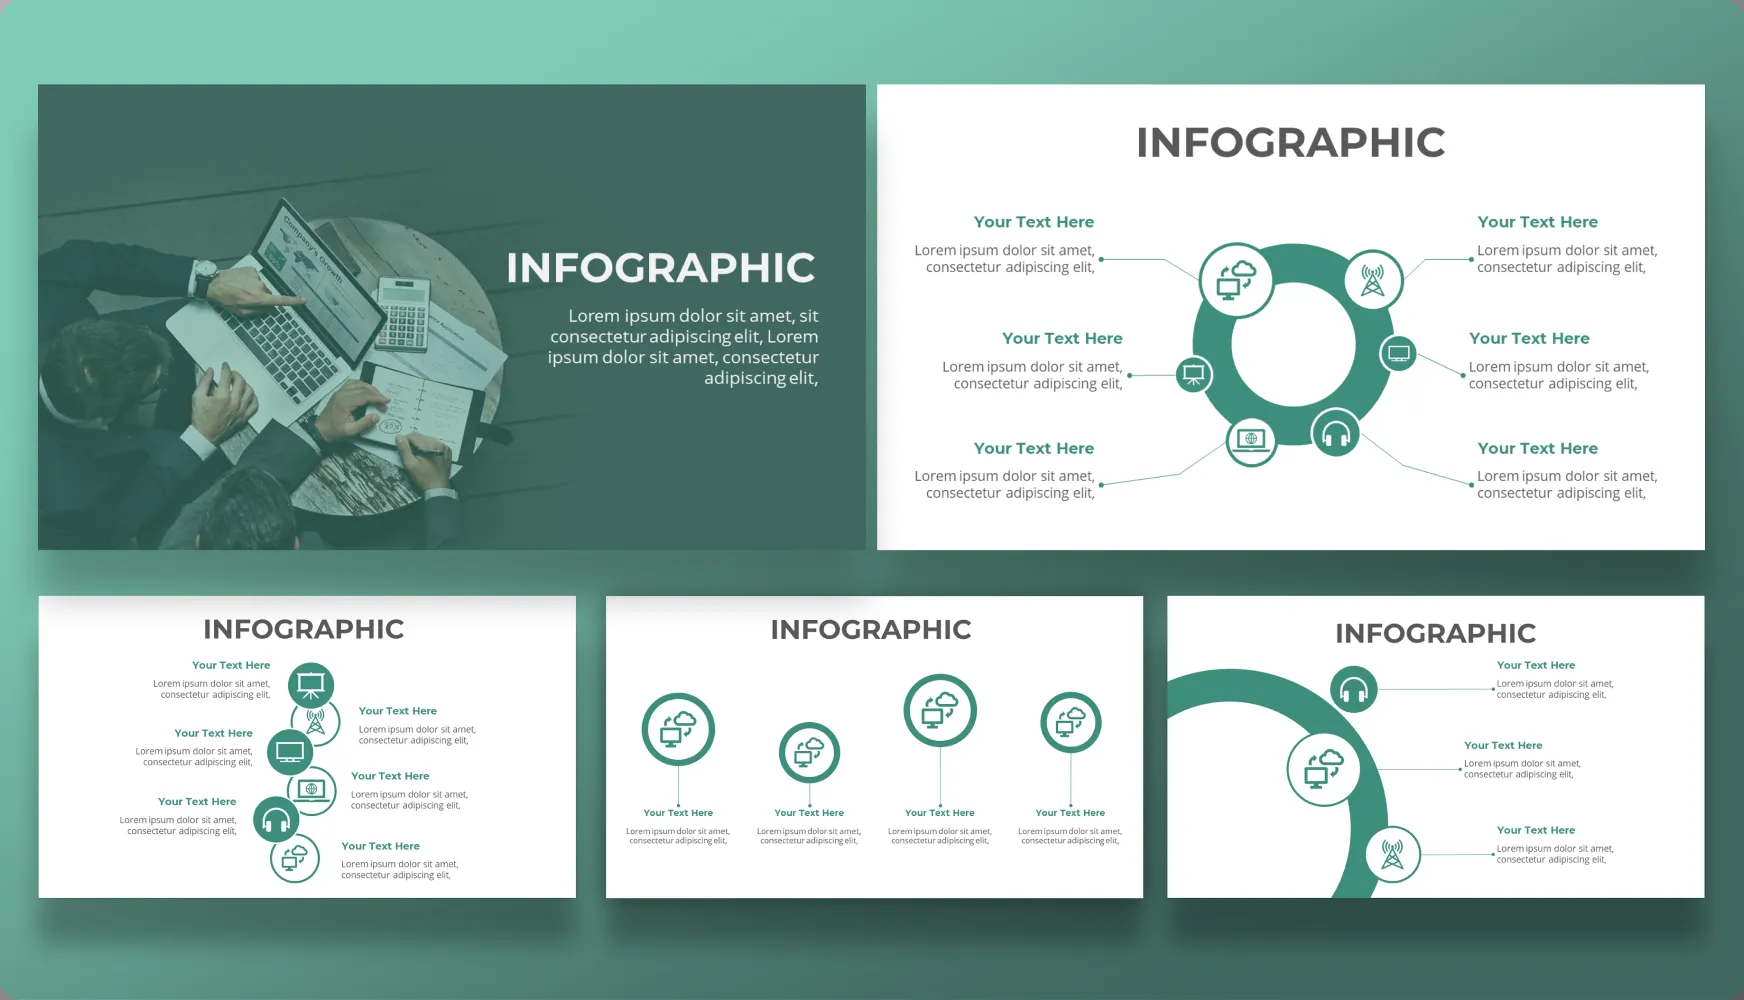 Company's Growth
INFOGRAPHIC
Lorem ipsum dolor sit amet, sit
consectetur adipiscing elit, Lorem
ipsum dolor sit amet, consectetur
adipiscing elit,
INFOGRAPHIC
Your Text Here
Lorem ipsum dolor sit amet,
consectetur adipiscing elit,
Your Text Here
Lorem ipsum dolor sit amet,
consectetur adipiscing elit,
Your Text Here
Lorem ipsum dolor sit amet,
consectetur adipiscing elit,
Your Text Here
Lorem ipsum dolor sit amet,
consectetur adipiscing elit,
Your Text Here
Lorem ipsum dolor sit amet,
consectetur adipiscing elit,
Your Text Here
Lorem ipsum dolor sit amet,
consectetur adipiscing elit,
INFOGRAPHIC
Your Text Here
Lorem ipsum dolor sit amet,
consectetur adipiscing elit,
Your Text Here
Lorem ipsum dolor sit amet,
consectetur adipiscing elit,
Your Text Here
Lorem ipsum dolor sit amet,
consectetur adipiscing elit,
Your Text Here
Lorem ipsum dolor sit amet,
consectetur adipiscing elit,
Your Text Here
Lorem ipsum dolor sit amet,
consectetur adipiscing elit,
Your Text Here
Lorem ipsum dolor sit amet,
consectetur adipiscing elit,
INFOGRAPHIC
Your Text Here
Lorem ipsum dolor sit amet,
consectetur adipiscing elit,
Your Text Here
Lorem ipsum dolor sit amet,
consectetur adipiscing elit,
Your Text Here
Lorem ipsum dolor sit amet,
consectetur adipiscing elit,
Your Text Here
Lorem ipsum dolor sit amet,
consectetur adipiscing elit,
INFOGRAPHIC
Your Text Here
Lorem ipsum dolor sit amet,
consectetur adipiscing elit,
Your Text Here
Lorem ipsum dolor sit amet,
consectetur adipiscing elit,
Your Text Here
Lorem ipsum dolor sit amet,
consectetur adipiscing elit,